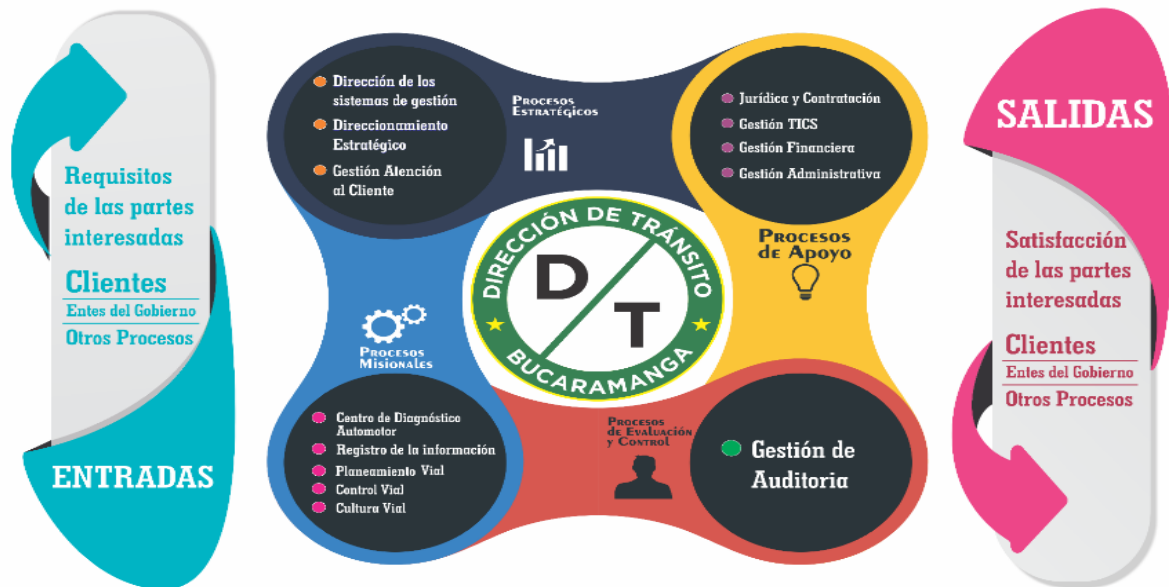 Requisitos
de las partes
interesadas
Clientes
Entes del Gobierno
Otros Procesos
ENTRADAS
Dirección de los
sistemas de gestión
Direccionamiento
Estratégico
Gestión Atención
al Cliente
PROCESOS
ESTRATÉGICOS
Jurídica y Contratación
Gestión TICS
Gestión Financiera
Gestión Administrativa
DIRECCIÓN DE TRÁNSITO
D
T
BUCARAMANGA
PROCESOS
DE APOYO
PROCESOS
MISIONALES
Centro de Diagnóstico
Automotor
Registro de la información
Planeamiento Vial
Control Vial
Cultura Vial
PROCESOS
DE EVALUACIÓN
Y CONTROL
Gestión de
Auditoria
SALIDAS
Satisfacción
de las partes
interesadas
Clientes
Entes del Gobierno
Otros Procesos